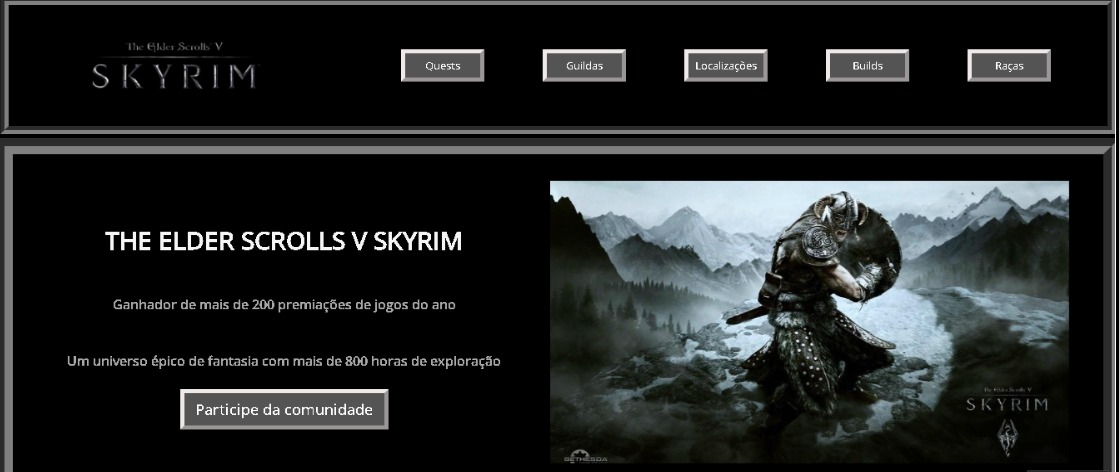 The Elder Scrolls V
SKYRIM
Quests
Guildas
Localizações
Builds
Raças
THE ELDER SCROLLS V SKYRIM
Ganhador de mais de 200 premiações de jogos do ano
Um universo épico de fantasia com mais de 800 horas de exploração
Participe da comunidade
The Elder Scrolls V
SKYRIM
BETHESDA